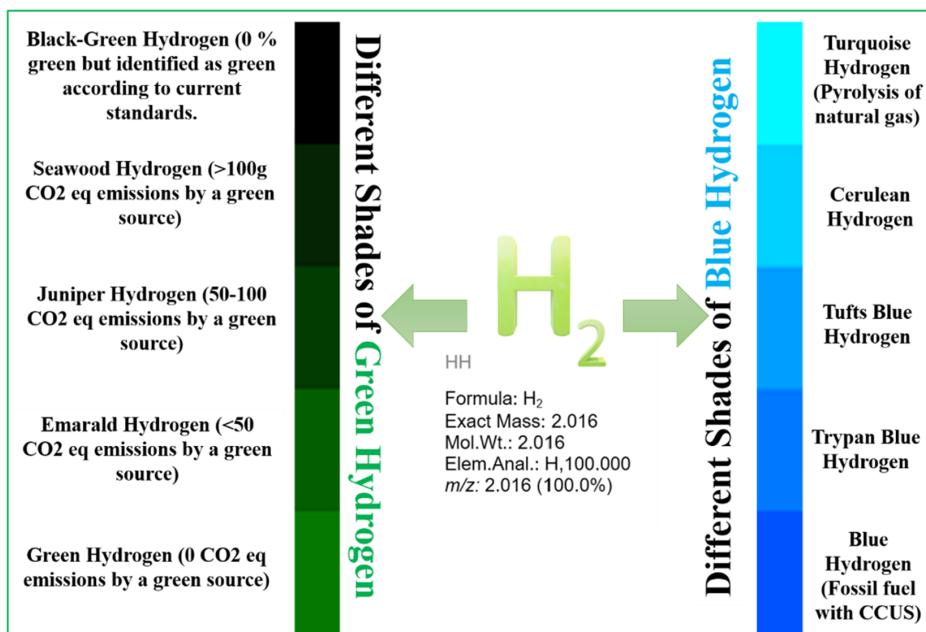 Black-Green Hydrogen (0 %
green but identified as green
according to current
standards.
Seawood Hydrogen (>100g
CO2 eq emissions by a green
source)
Juniper Hydrogen (50-100
CO2 eq emissions by a green
source)
Emerald Hydrogen (<50
CO2 eq emissions by a green
source)
Green Hydrogen (0 CO2 eq
emissions by a green source)
Different Shades of Green Hydrogen
H2
HH
Formula: H2
Exact Mass: 2.016
Mol.Wt.: 2.016
Elem.Anal.: H,100.000
m/z: 2.016 (100.0%)
Different Shades of Blue Hydrogen
Turquoise
Hydrogen
(Pyrolysis of
natural gas)
Cerulean
Hydrogen
Tufts Blue
Hydrogen
Trypan Blue
Hydrogen
Blue
Hydrogen
(Fossil fuel
with CCUS)